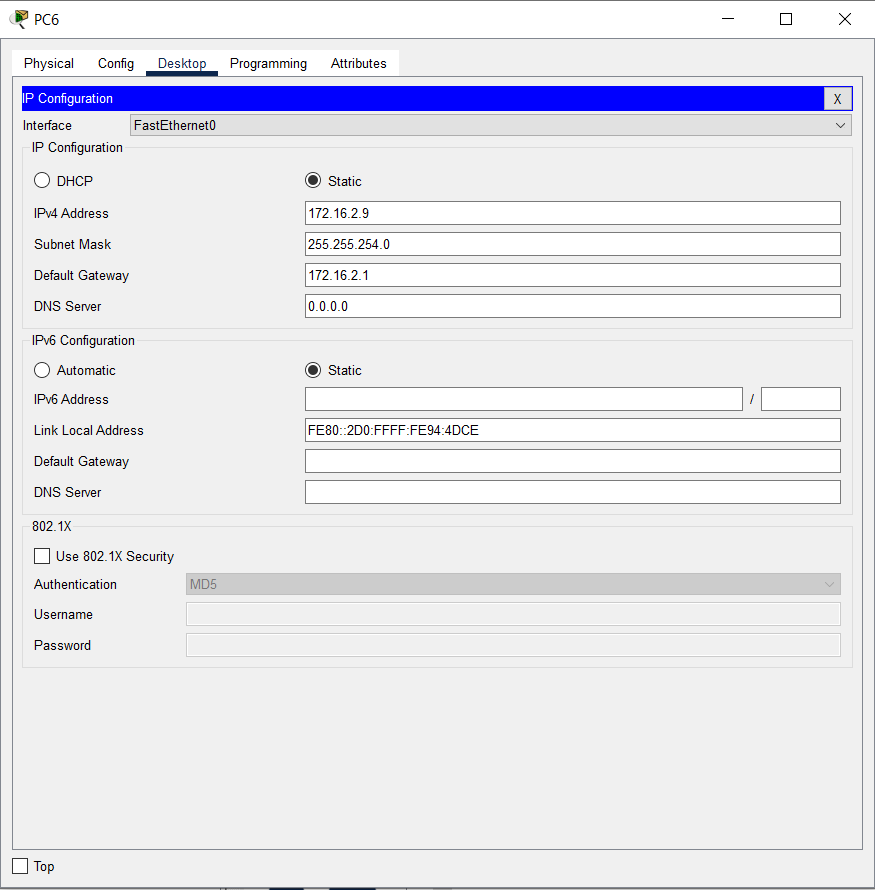 PC6
Physical Config Desktop Programming Attributes
IP Configuration X
Interface FastEthernet0
IP Configuration
DHCP Static
IPv4 Address 172.16.2.9
Subnet Mask 255.255.254.0
Default Gateway 172.16.2.1
DNS Server 0.0.0.0
IPv6 Configuration
Automatic Static
IPv6 Address /
Link Local Address FE80::2D0:FFFF:FE94:4DCE
Default Gateway
DNS Server
802.1X
Use 802.1X Security
Authentication MD5
Username
Password
Top